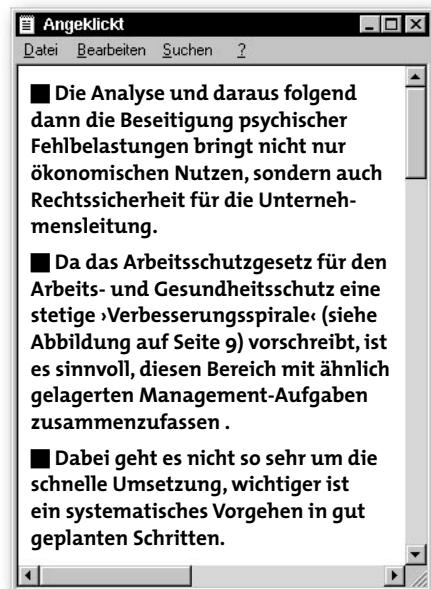 Angeklickt
Datei Bearbeiten Suchen ?
■ Die Analyse und daraus folgend
dann die Beseitigung psychischer
Fehlbelastungen bringt nicht nur
ökonomischen Nutzen, sondern auch
Rechtssicherheit für die Unterneh-
mensleitung.
■ Da das Arbeitsschutzgesetz für den
Arbeits- und Gesundheitsschutz eine
stetige ›Verbesserungsspirale‹ (siehe
Abbildung auf Seite 9) vorschreibt, ist
es sinnvoll, diesen Bereich mit ähnlich
gelagerten Management-Aufgaben
zusammenzufassen .
■ Dabei geht es nicht so sehr um die
schnelle Umsetzung, wichtiger ist
ein systematisches Vorgehen in gut
geplanten Schritten.